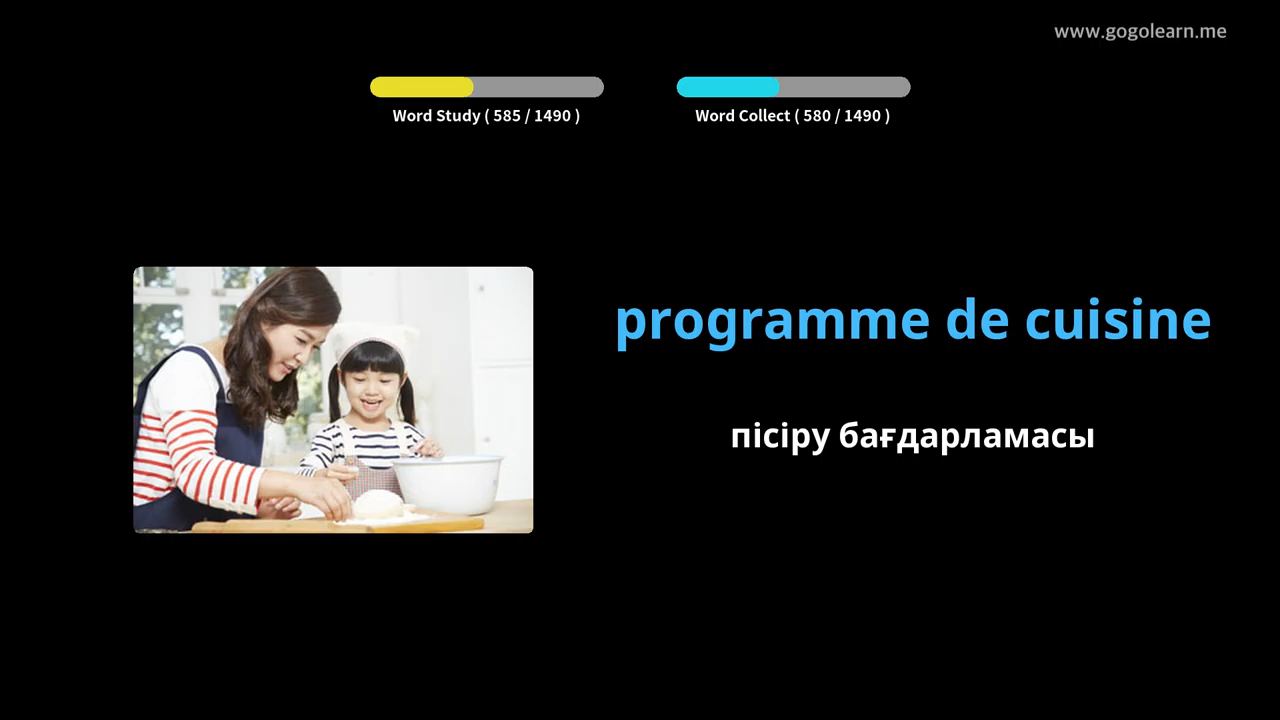 www.gogolearn.me
Word Study ( 585 / 1490 )
Word Collect ( 580 / 1490 )
programme de cuisine
пісіру бағдарламасы